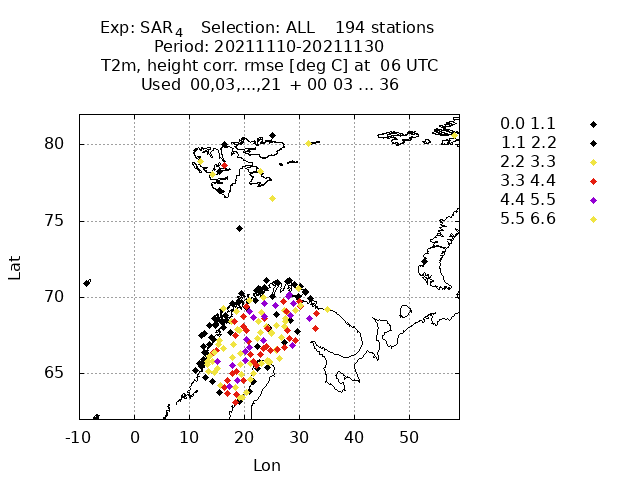 Exp: SAR4 Selection: ALL 194 stations
Period: 20211110-20211130
T2m, height corr. rmse [deg C] at 06 UTC
Used 00,03,...,21 + 00 03 ... 36
0.0 1.1
1.1 2.2
2.2 3.3
3.3 4.4
4.4 5.5
5.5 6.6
80
75
70
65
Lat
-10 0 10 20 30 40 50
Lon